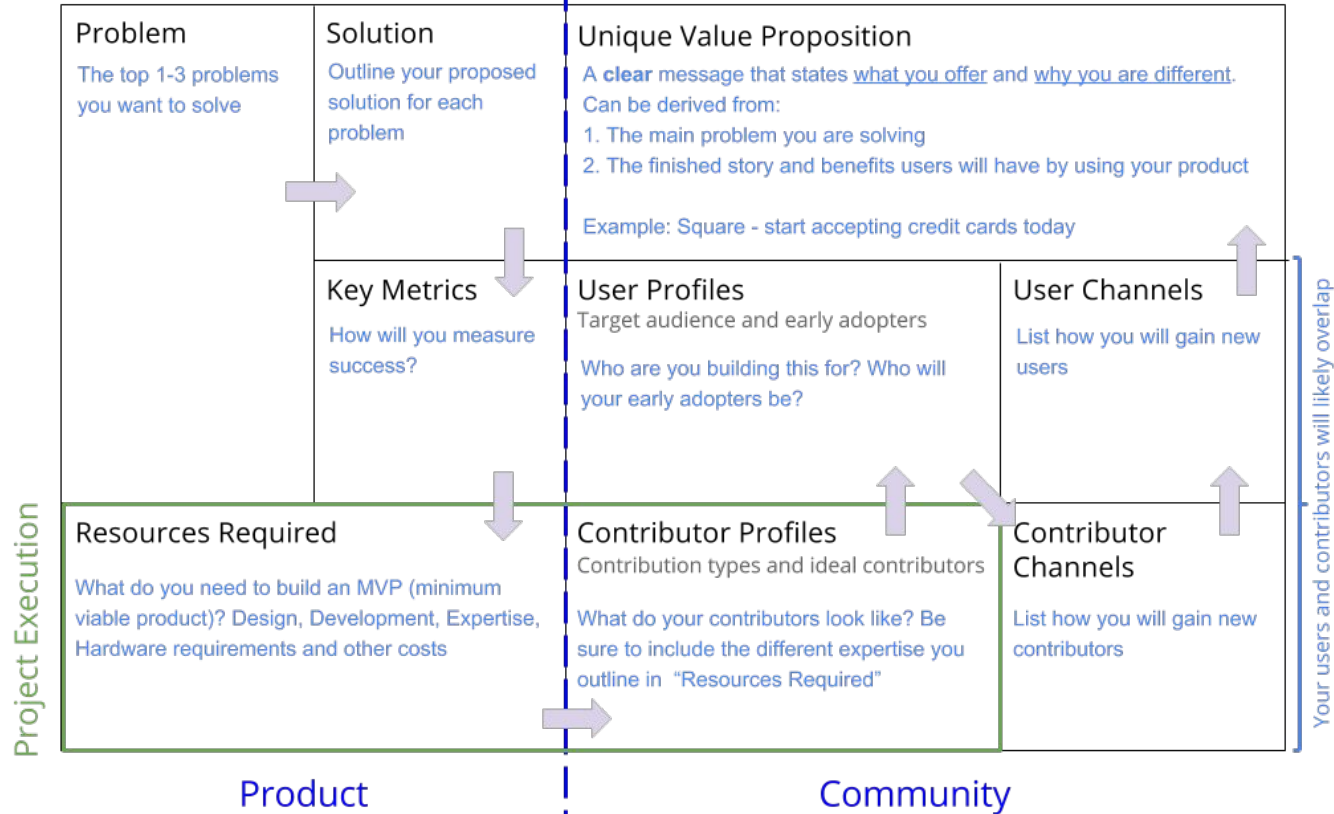 Problem
The top 1-3 problems
you want to solve
Solution
Outline your proposed
solution for each
problem
Unique Value Proposition
A clear message that states what you offer and why you are different.
Can be derived from:
1. The main problem you are solving
2. The finished story and benefits users will have by using your product
Example: Square - start accepting credit cards today
Key Metrics
How will you measure
success?
User Profiles
Target audience and early adopters
Who are you building this for? Who will
your early adopters be?
User Channels
List how you will gain new
users
Resources Required
What do you need to build an MVP (minimum
viable product)? Design, Development, Expertise,
Hardware requirements and other costs
Contributor Profiles
Contribution types and ideal contributors
What do your contributors look like? Be
sure to include the different expertise you
outline in “Resources Required”
Contributor
Channels
List how you will gain new
contributors
Project Execution
Your users and contributors will likely overlap
Product
Community